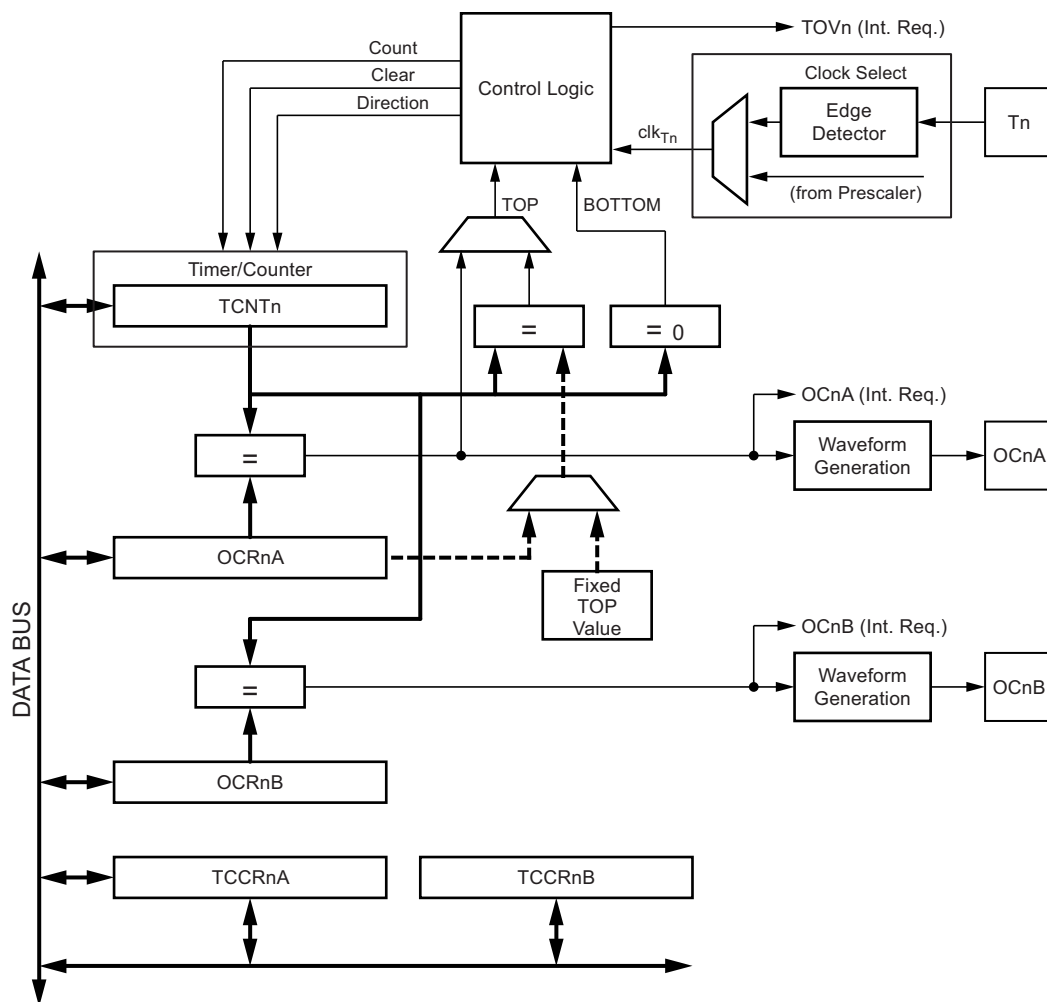 TOVn (Int. Req.)
Count
Clear
Direction
Control Logic
Clock Select
Edge
Detector
Tn
clkTn
(from Prescaler)
TOP
BOTTOM
Timer/Counter
TCNTn
=
= 0
OCnA (Int. Req.)
=
Waveform
Generation
OCnA
OCRnA
Fixed
TOP
Value
DATA BUS
OCnB (Int. Req.)
=
Waveform
Generation
OCnB
OCRnB
TCCRnA
TCCRnB